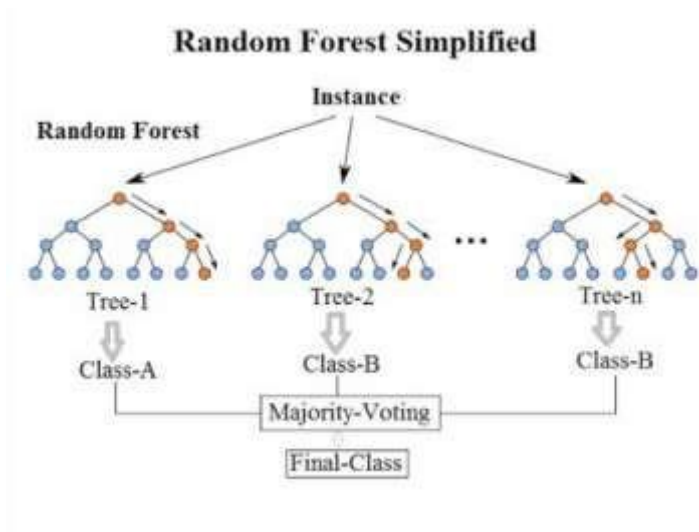 Random Forest Simplified
Instance
Random Forest
...
Tree-1
Tree-2
Tree-n
Class-A
Class-B
Class-B
Majority-Voting
Final-Class